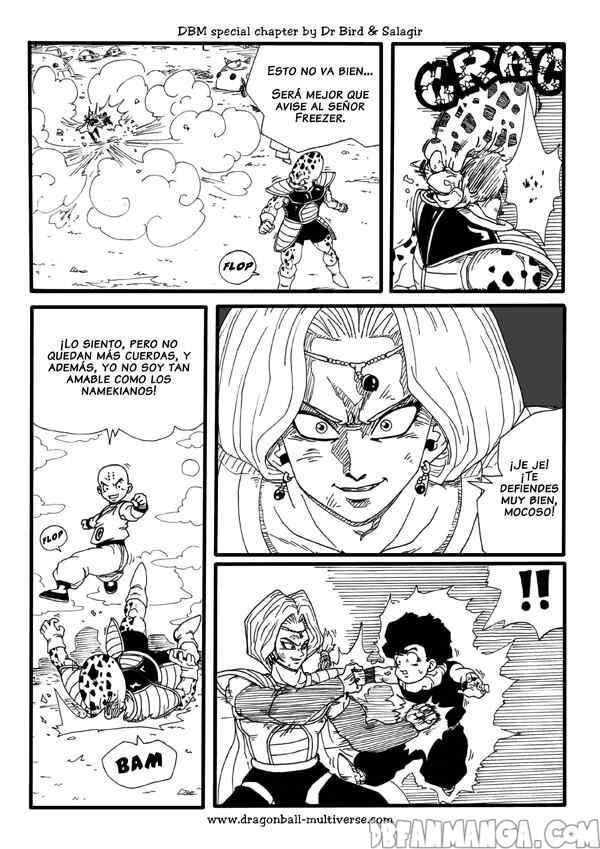 DBM special chapter by Dr Bird & Salagir
Esto no va bien...
Será mejor que
avise al señor
Freezer.
FLOP
CRAC
¡Lo siento, pero no
quedan más cuerdas, y
además, yo no soy tan
amable como los
namekianos!
FLOP
BAM
¡Je je!
¡Te
defiendes
muy bien,
mocoso!
!!
www.dragonball-multiverse.com
DBFANMANGA.COM